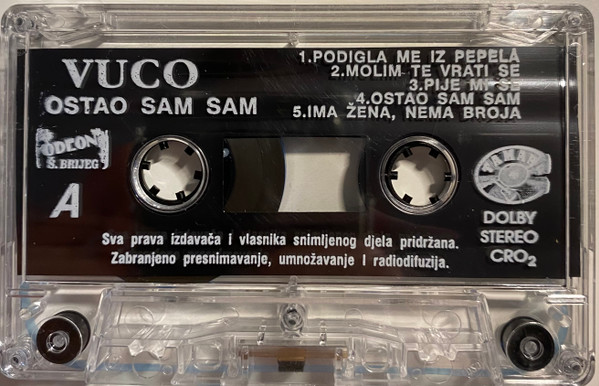 VUCO
OSTAO SAM SAM
1.PODIGLA ME IZ PEPELA
2.MOLIM TE VRATI SE
3.PIJE MI SE
4.OSTAO SAM SAM
5.IMA ŽENA, NEMA BROJA
ODEON
Š. BRIJEG
A
DOLBY
STEREO
CRO2
Sva prava izdavača i vlasnika snimljenog djela pridržana.
Zabranjeno presnimavanje, umnožavanje i radiodifuzija.